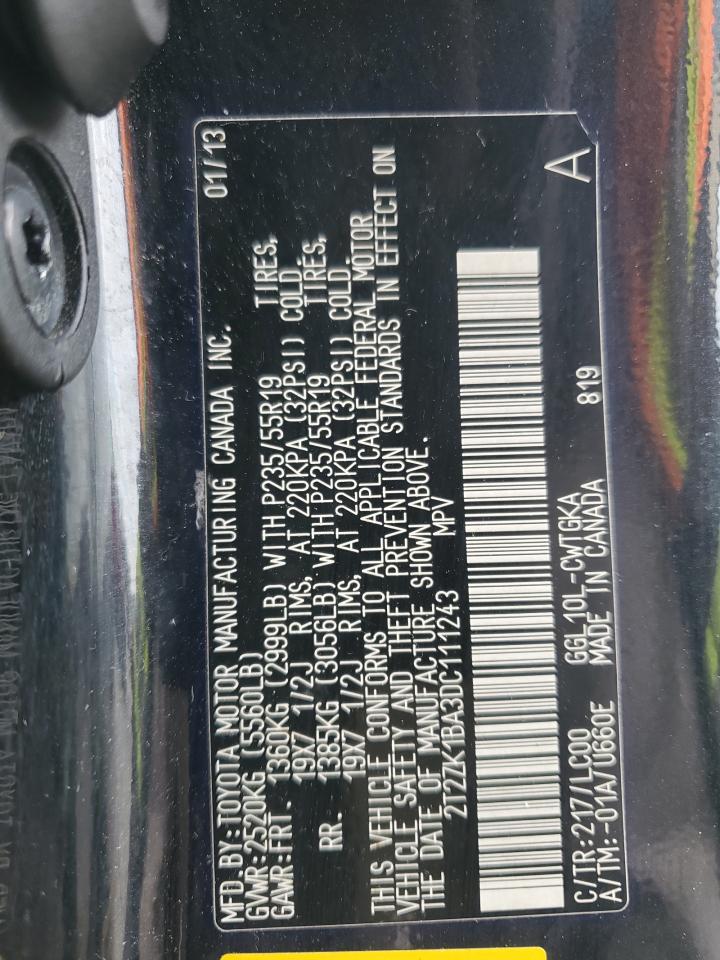 MFD.BY:TOYOTA MOTOR MANUFACTURING CANADA INC. 01/13
GVWR:2520KG (5560LB)
GAWR:FRT. 1360KG (2999LB) WITH P235/55R19 TIRES,
19X7 1/2J RIMS, AT 220KPA (32PSI) COLD
RR. 1385KG (3056LB) WITH P235/55R19 TIRES,
19X7 1/2J RIMS, AT 220KPA (32PSI) COLD.
THIS VEHICLE CONFORMS TO ALL APPLICABLE FEDERAL MOTOR
VEHICLE SAFETY AND THEFT PREVENTION STANDARDS IN EFFECT ON
THE DATE OF MANUFACTURE SHOWN ABOVE.
2T2ZK1BA3DC111243 MPV
A
C/TR:217/LC00 GGL10L-CWTGKA 819
A/TM:-01A/U660E MADE IN CANADA